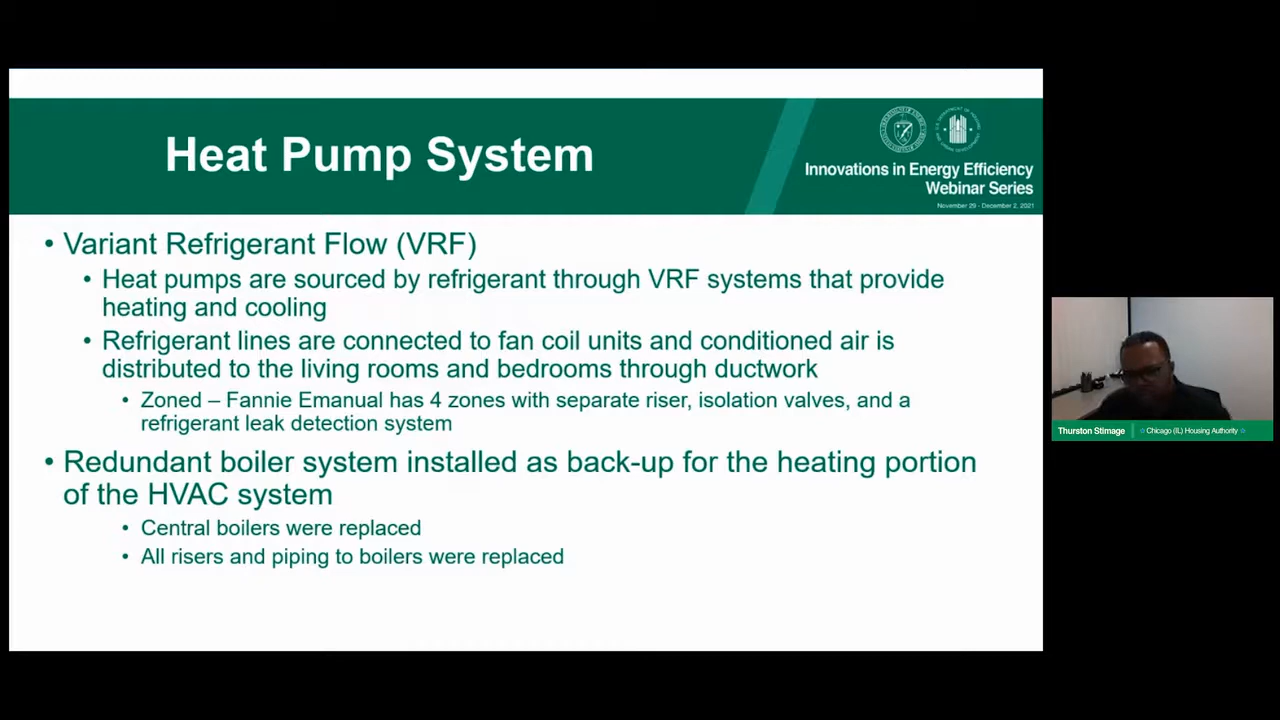 Heat Pump System
Innovations in Energy Efficiency
Webinar Series
November 29 - December 2, 2021
• Variant Refrigerant Flow (VRF)
• Heat pumps are sourced by refrigerant through VRF systems that provide
heating and cooling
• Refrigerant lines are connected to fan coil units and conditioned air is
distributed to the living rooms and bedrooms through ductwork
• Zoned – Fannie Emanual has 4 zones with separate riser, isolation valves, and a
refrigerant leak detection system
• Redundant boiler system installed as back-up for the heating portion
of the HVAC system
• Central boilers were replaced
• All risers and piping to boilers were replaced
Thurston Stimage | Chicago (IL) Housing Authority